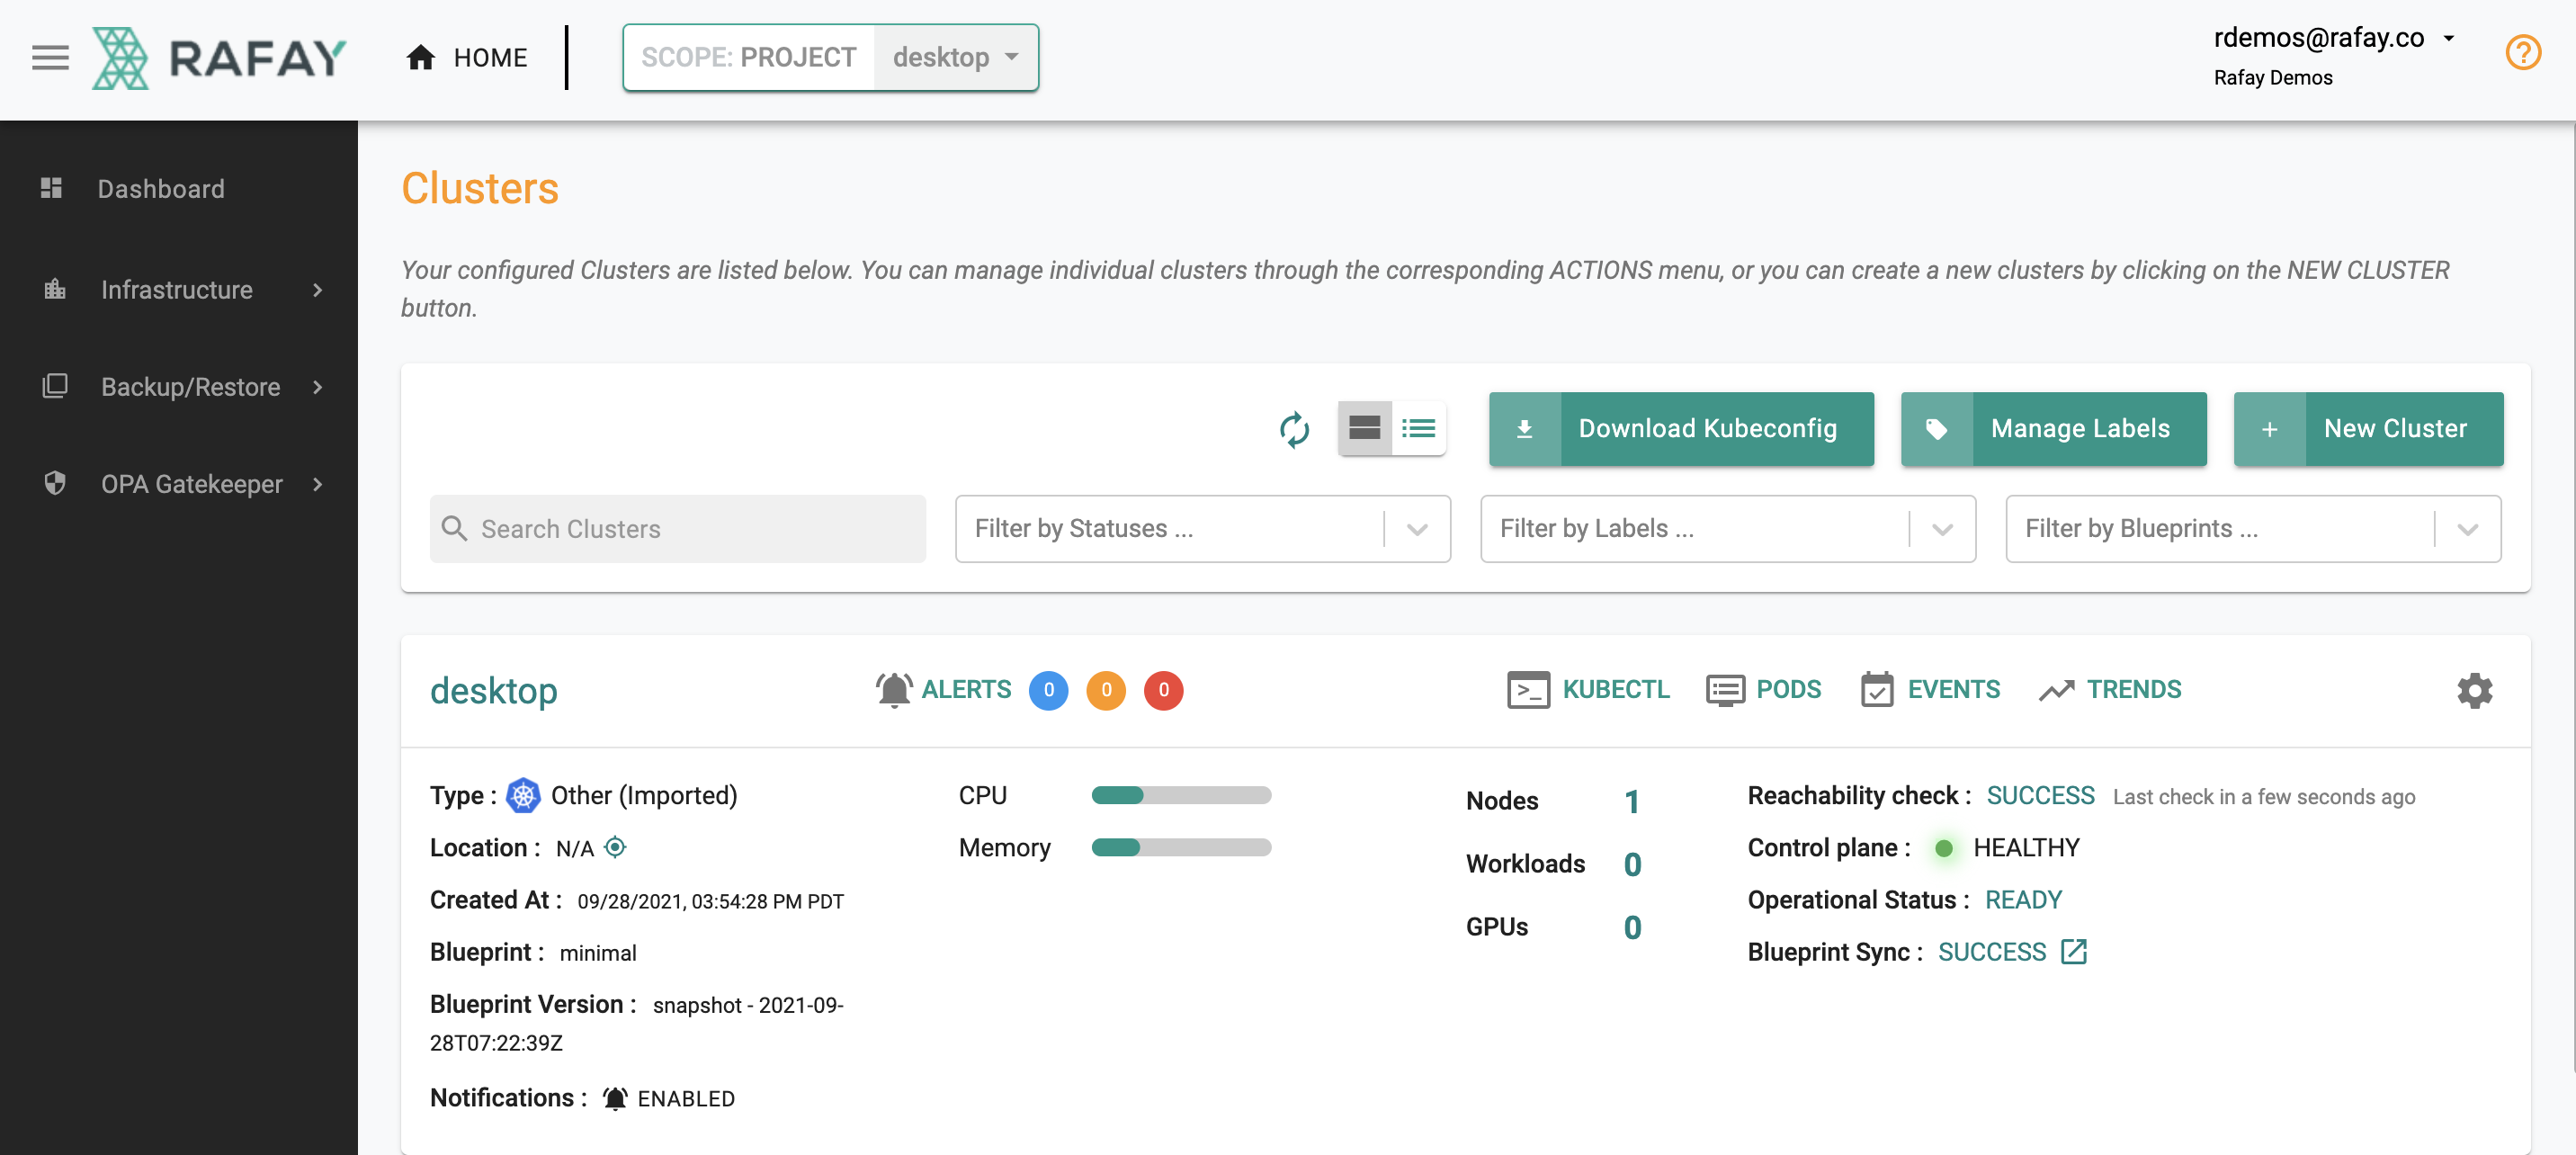 RAFAY
HOME
SCOPE: PROJECT desktop
rdemos@rafay.co
Rafay Demos
?
Dashboard
Infrastructure
Backup/Restore
OPA Gatekeeper
Clusters
Your configured Clusters are listed below. You can manage individual clusters through the corresponding ACTIONS menu, or you can create a new clusters by clicking on the NEW CLUSTER
button.
Download Kubeconfig
Manage Labels
+ New Cluster
Search Clusters
Filter by Statuses ...
Filter by Labels ...
Filter by Blueprints ...
desktop
ALERTS 0 0 0
>_ KUBECTL
PODS
EVENTS
TRENDS
Type : Other (Imported)
Location : N/A
Created At : 09/28/2021, 03:54:28 PM PDT
Blueprint : minimal
Blueprint Version : snapshot - 2021-09-
28T07:22:39Z
Notifications : ENABLED
CPU
Memory
Nodes 1
Workloads 0
GPUs 0
Reachability check : SUCCESS Last check in a few seconds ago
Control plane : HEALTHY
Operational Status : READY
Blueprint Sync : SUCCESS